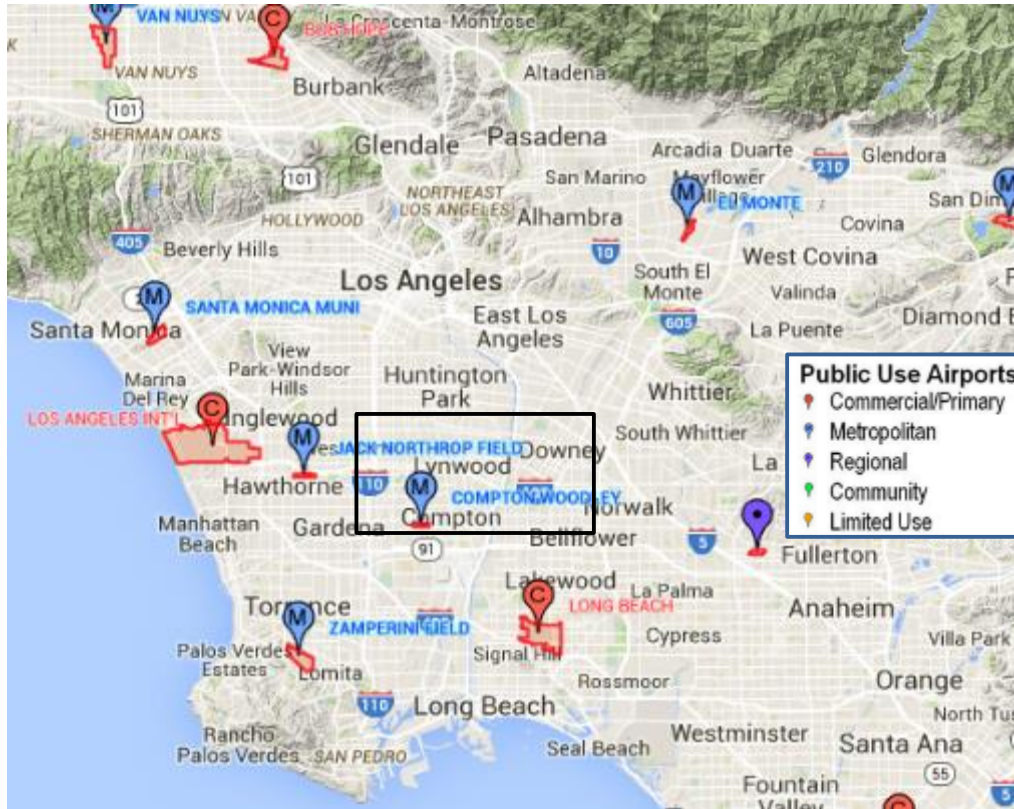 VAN NUYS
C
BOB HOPE
La Crescenta-Montrose
VAN NUYS
101
Burbank
Altadena
SHERMAN OAKS
Glendale
Pasadena
Arcadia
Duarte
Glendora
210
101
San Marino
Mayflower
Village
M
EL MONTE
M
San Dim
NORTHEAST
LOS ANGELES
HOLLYWOOD
Alhambra
Covina
405
Beverly Hills
10
West Covina
Los Angeles
South El
Monte
Valinda
M
SANTA MONICA MUNI
Santa Monica
East Los
Angeles
605
La Puente
Diamond B
View
Park-Windsor
Hills
Marina
Del Rey
Huntington
Park
Whittier
Public Use Airports
Commercial/Primary
Metropolitan
Regional
Community
Limited Use
LOS ANGELES INT'L
C
Inglewood
M
JACK NORTHROP FIELD
Lynwood
Downey
South Whittier
La
Hawthorne
110
M
COMPTON/WOODLEY
Compton
Norwalk
Gardena
Manhattan
Beach
91
Bellflower
5
Fullerton
Lakewood
C
LONG BEACH
La Palma
Anaheim
Torrance
M
ZAMPERINI FIELD
Cypress
Villa Park
Palos Verdes
Estates
Lomita
Signal Hill
Rossmoor
Orange
110
Long Beach
North Tus
Rancho
Palos Verdes
SAN PEDRO
Seal Beach
Westminster
Santa Ana
55
Fountain
Valley
5